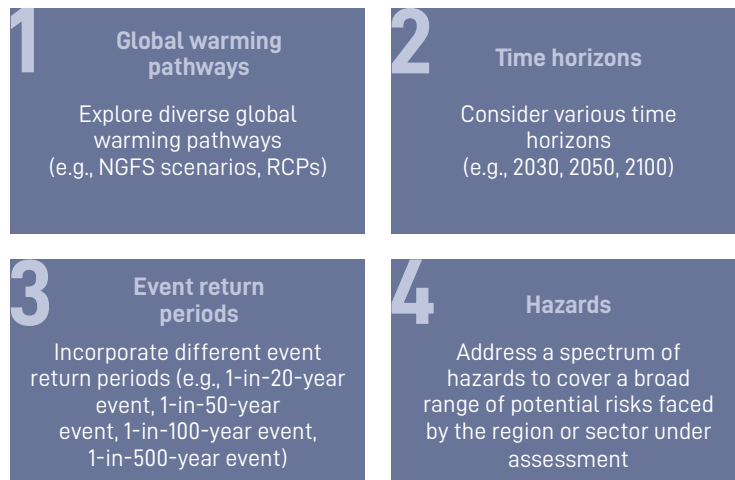 1
Global warming
pathways
Explore diverse global
warming pathways
(e.g., NGFS scenarios, RCPs)
2
Time horizons
Consider various time
horizons
(e.g., 2030, 2050, 2100)
3
Event return
periods
Incorporate different event
return periods (e.g., 1-in-20-year
event, 1-in-50-year
event, 1-in-100-year event,
1-in-500-year event)
4
Hazards
Address a spectrum of
hazards to cover a broad
range of potential risks faced
by the region or sector under
assessment